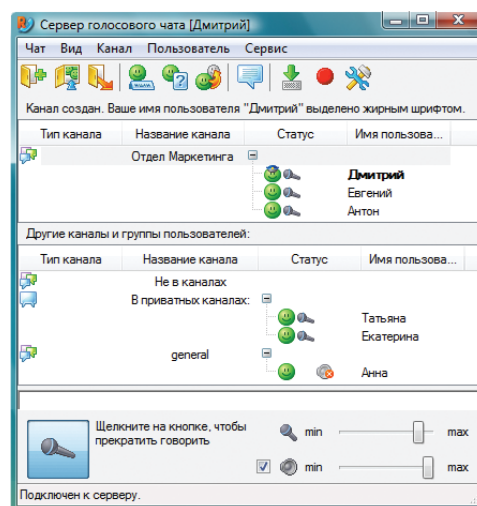 Сервер голосового чата [Дмитрий]
Чат Вид Канал Пользователь Сервис
Канал создан. Ваше имя пользователя "Дмитрий" выделено жирным шрифтом.
Тип канала Название канала Статус Имя пользова...
Отдел Маркетинга
Дмитрий
Евгений
Антон
Другие каналы и группы пользователей:
Тип канала Название канала Статус Имя пользова...
Не в каналах
В приватных каналах:
Татьяна
Екатерина
general
Анна
Щелкните на кнопке, чтобы
прекратить говорить
min max
min max
Подключен к серверу.